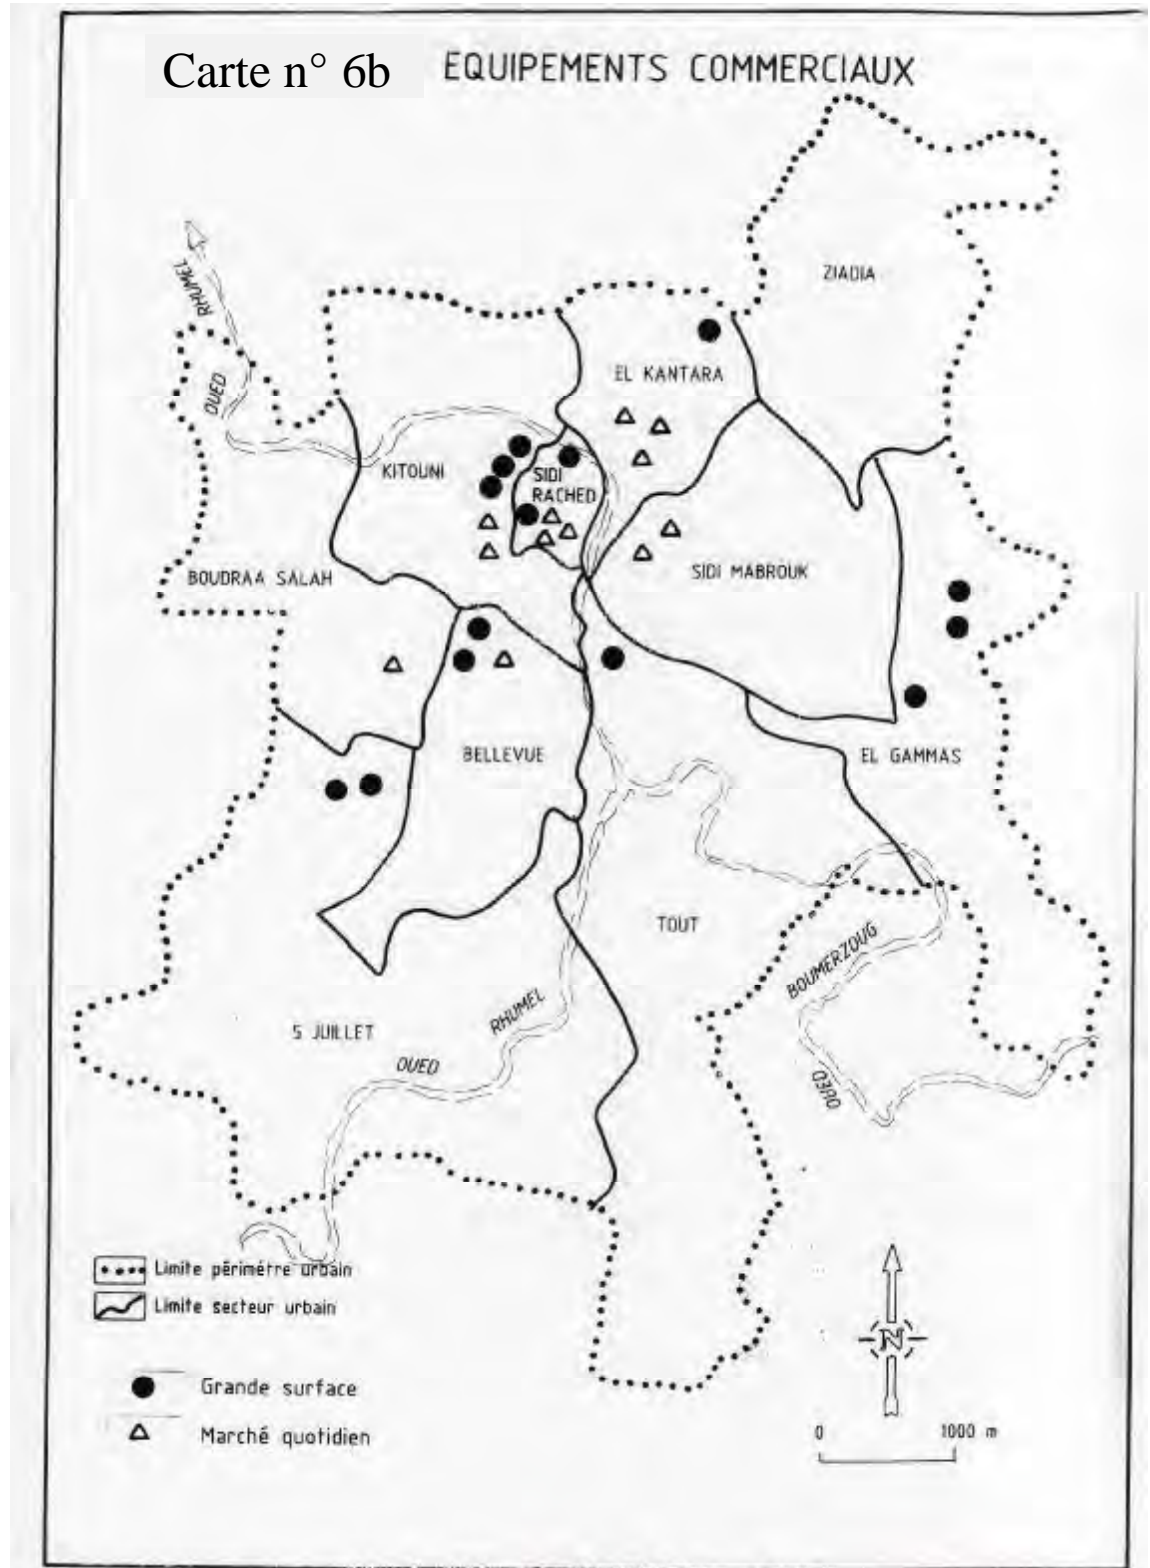 Carte n° 6b
EQUIPEMENTS COMMERCIAUX
ZIADIA
RHUMEL
OUED
EL KANTARA
KITOUNI
SIDI
RACHED
SIDI MABROUK
BOUDRAA SALAH
BELLEVUE
EL GAMMAS
TOUT
BOUMERZOUG
OUED
5 JUILLET
RHUMEL
OUED
Limite périmétre urbain
Limite secteur urbain
Grande surface
Marché quotidien
N
0 1000 m